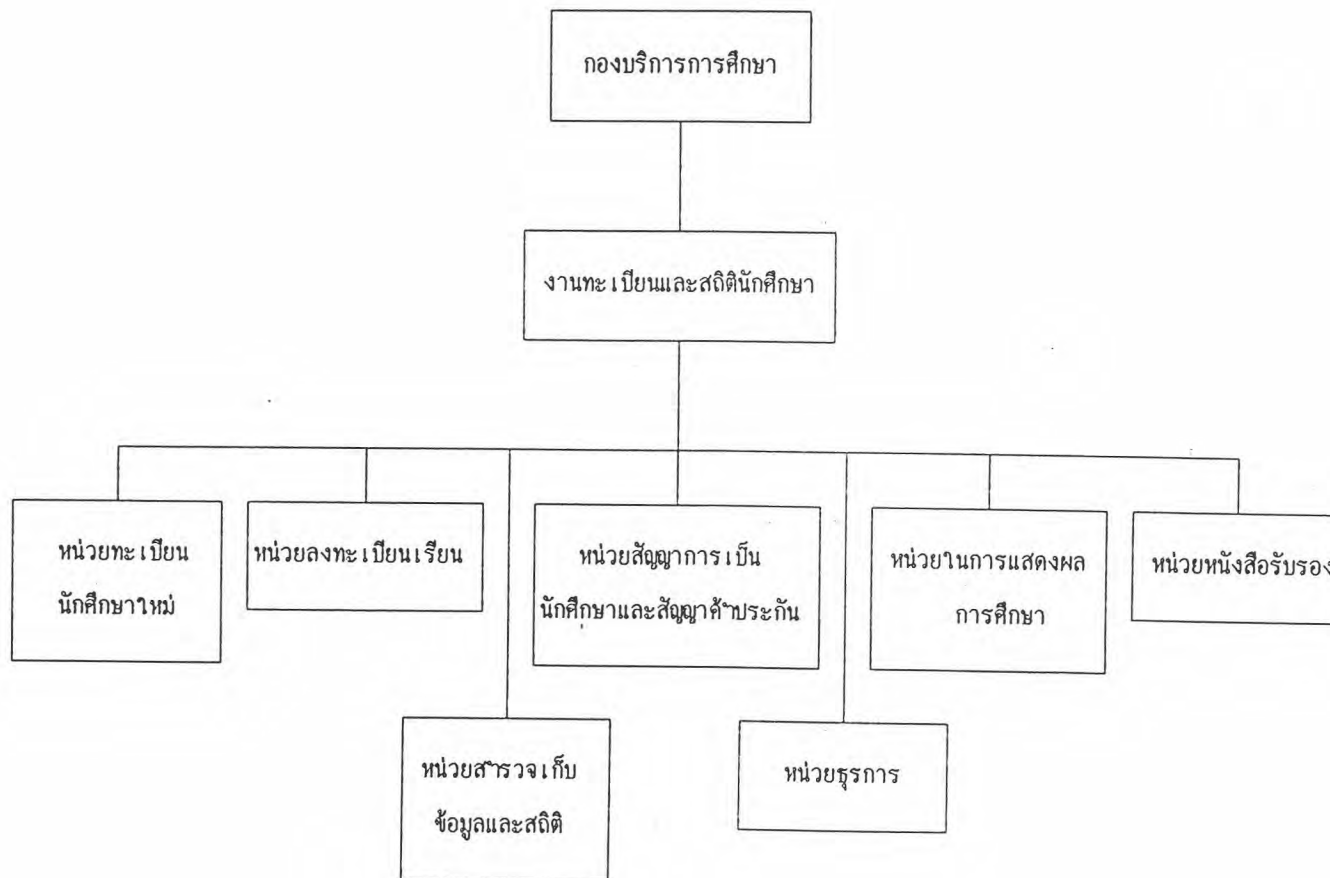 กองบริการการศึกษา
งานทะเบียนและสถิตินักศึกษา
หน่วยทะเบียน
นักศึกษาใหม่
หน่วยลงทะเบียนเรียน
หน่วยสัญญาการเป็น
นักศึกษาและสัญญาค้ำประกัน
หน่วยในการแสดงผล
การศึกษา
หน่วยหนังสือรับรอง
หน่วยสำรวจเก็บ
ข้อมูลและสถิติ
หน่วยธุรการ